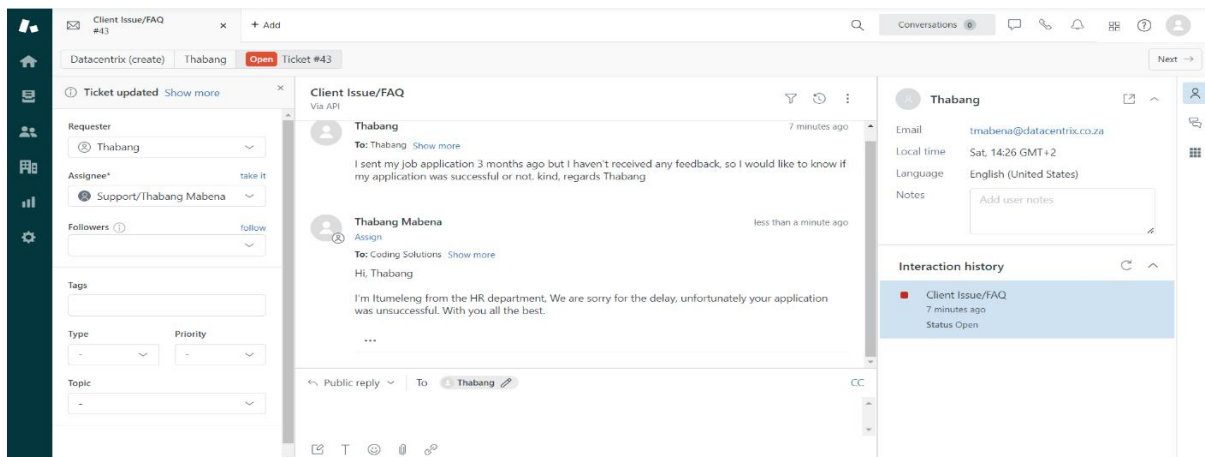 Client Issue/FAQ
#43
×
+ Add
Conversations 0
Datacentrix (create)
Thabang
Open Ticket #43
Next →
Ticket updated Show more
×
Requester
Thabang
Assignee*
take it
Support/Thabang Mabena
Followers
follow
Tags
Type
Priority
-
-
Topic
-
Client Issue/FAQ
Via API
Thabang
7 minutes ago
To: Thabang Show more
I sent my job application 3 months ago but I haven't received any feedback, so I would like to know if
my application was successful or not. kind, regards Thabang
Thabang Mabena
less than a minute ago
Assign
To: Coding Solutions Show more
Hi, Thabang
I'm Itumeleng from the HR department, We are sorry for the delay, unfortunately your application
was unsuccessful. With you all the best.
...
Public reply
To
Thabang
CC
Thabang
Email tmabena@datacentrix.co.za
Local time Sat, 14:26 GMT+2
Language English (United States)
Notes Add user notes
Interaction history
Client Issue/FAQ
7 minutes ago
Status Open